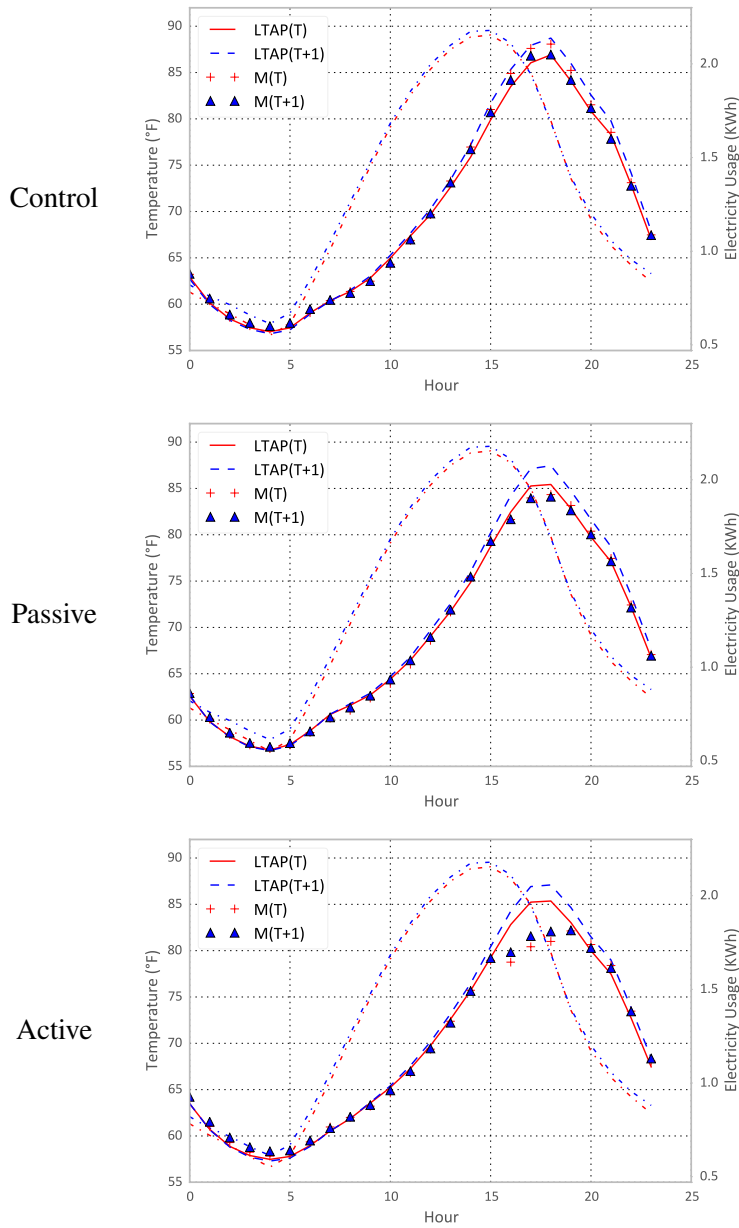 Control
LTAP(T)
LTAP(T+1)
M(T)
M(T+1)
90
85
80
75
70
65
60
55
Temperature (°F)
2.0
1.5
1.0
0.5
Electricity Usage (KWh)
0 5 10 15 20 25
Hour
Passive
LTAP(T)
LTAP(T+1)
M(T)
M(T+1)
90
85
80
75
70
65
60
55
Temperature (°F)
2.0
1.5
1.0
0.5
Electricity Usage (KWh)
0 5 10 15 20 25
Hour
Active
LTAP(T)
LTAP(T+1)
M(T)
M(T+1)
90
85
80
75
70
65
60
55
Temperature (°F)
2.0
1.5
1.0
0.5
Electricity Usage (KWh)
0 5 10 15 20 25
Hour